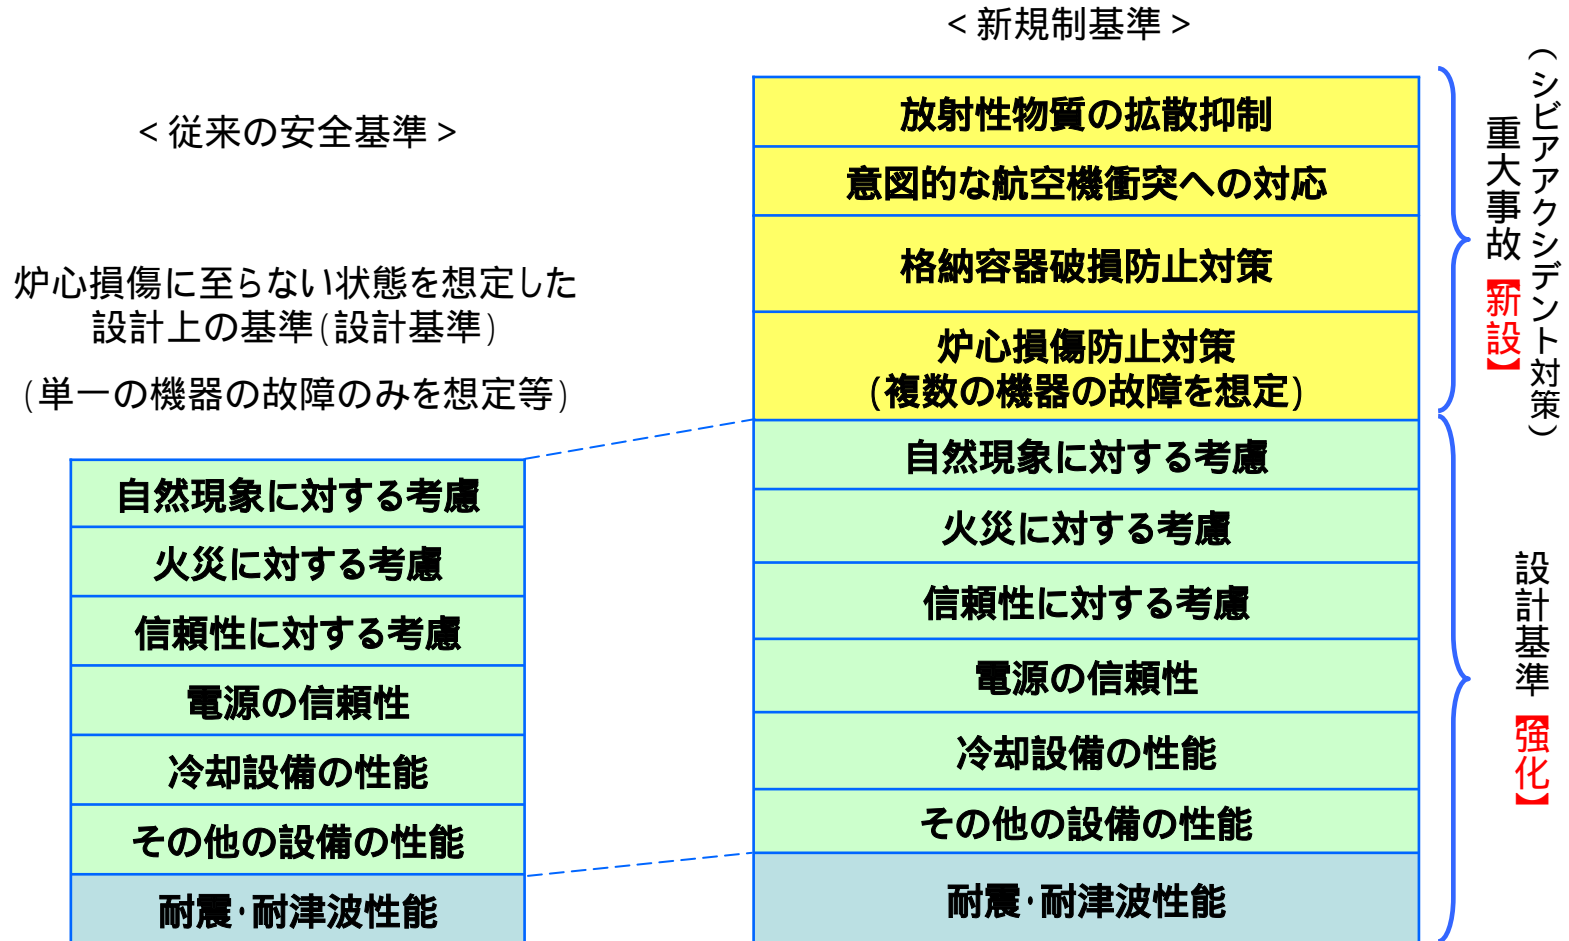 <従来の安全基準>
炉心損傷に至らない状態を想定した
設計上の基準(設計基準)
(単一の機器の故障のみを想定等)
自然現象に対する考慮
火災に対する考慮
信頼性に対する考慮
電源の信頼性
冷却設備の性能
その他の設備の性能
耐震・耐津波性能
<新規制基準>
放射性物質の拡散抑制
意図的な航空機衝突への対応
格納容器破損防止対策
炉心損傷防止対策
(複数の機器の故障を想定)
自然現象に対する考慮
火災に対する考慮
信頼性に対する考慮
電源の信頼性
冷却設備の性能
その他の設備の性能
耐震・耐津波性能
(シビアアクシデント対策)
重大事故【新設】
設計基準【強化】